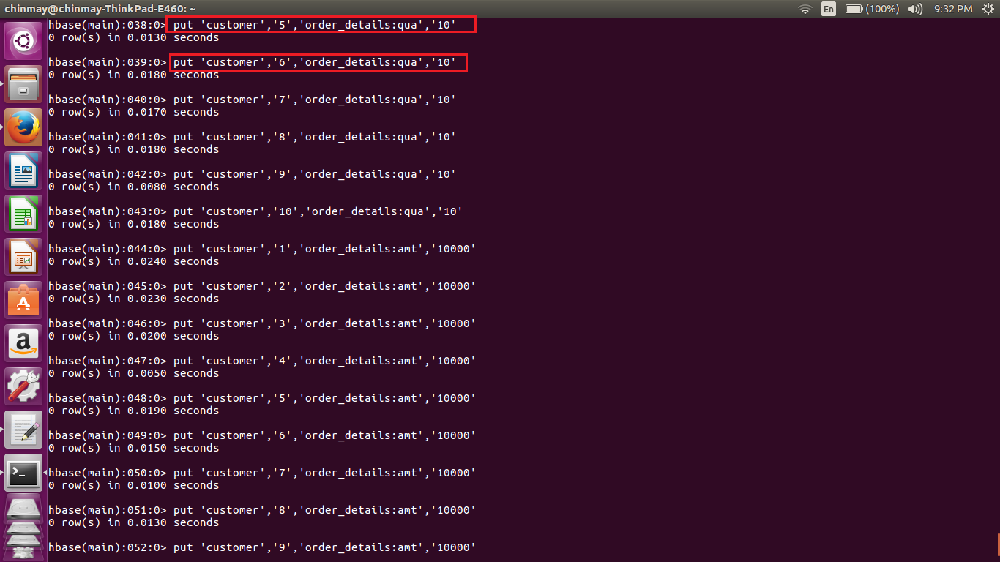 chinmay@chinmay-ThinkPad-E460: ~ En (100%) 9:32 PM
hbase(main):038:0> put 'customer','5','order_details:qua','10'
0 row(s) in 0.0130 seconds
hbase(main):039:0> put 'customer','6','order_details:qua','10'
0 row(s) in 0.0180 seconds
hbase(main):040:0> put 'customer','7','order_details:qua','10'
0 row(s) in 0.0170 seconds
hbase(main):041:0> put 'customer','8','order_details:qua','10'
0 row(s) in 0.0180 seconds
hbase(main):042:0> put 'customer','9','order_details:qua','10'
0 row(s) in 0.0080 seconds
hbase(main):043:0> put 'customer','10','order_details:qua','10'
0 row(s) in 0.0180 seconds
hbase(main):044:0> put 'customer','1','order_details:amt','10000'
0 row(s) in 0.0240 seconds
hbase(main):045:0> put 'customer','2','order_details:amt','10000'
0 row(s) in 0.0230 seconds
hbase(main):046:0> put 'customer','3','order_details:amt','10000'
0 row(s) in 0.0200 seconds
hbase(main):047:0> put 'customer','4','order_details:amt','10000'
0 row(s) in 0.0050 seconds
hbase(main):048:0> put 'customer','5','order_details:amt','10000'
0 row(s) in 0.0190 seconds
hbase(main):049:0> put 'customer','6','order_details:amt','10000'
0 row(s) in 0.0150 seconds
hbase(main):050:0> put 'customer','7','order_details:amt','10000'
0 row(s) in 0.0100 seconds
hbase(main):051:0> put 'customer','8','order_details:amt','10000'
0 row(s) in 0.0130 seconds
hbase(main):052:0> put 'customer','9','order_details:amt','10000'